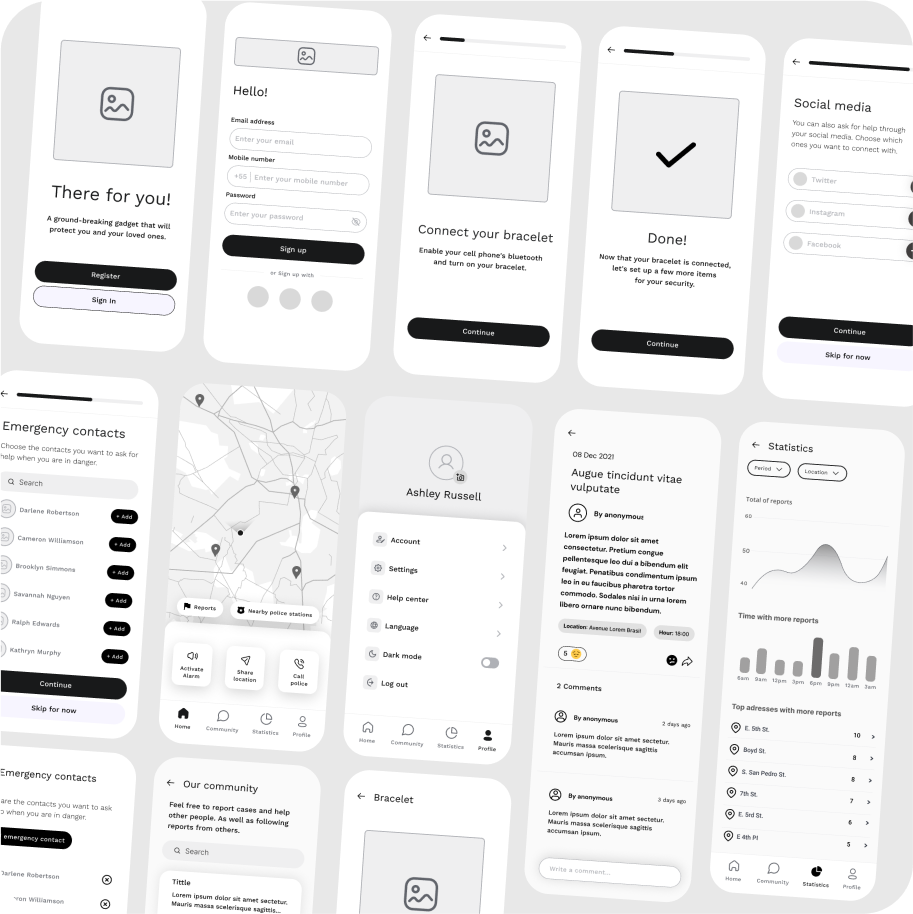 There for you!
A ground-breaking gadget that will
protect you and your loved ones.
Register
Sign In
Hello!
Email address
Enter your email
Mobile number
+55 | Enter your mobile number
Password
Enter your password
Sign up
or Sign up with
Connect your bracelet
Enable your cell phone's bluetooth
and turn on your bracelet.
Continue
Done!
Now that your bracelet is connected,
let's set up a few more items
for your security.
Continue
Social media
You can also ask for help through
your social media. Choose which
ones you want to connect with.
Twitter
Instagram
Facebook
Continue
Skip for now
Emergency contacts
Choose the contacts you want to ask for
help when you are in danger.
Search
Darlene Robertson
+ Add
Cameron Williamson
+ Add
Brooklyn Simmons
+ Add
Savannah Nguyen
+ Add
Ralph Edwards
+ Add
Kathryn Murphy
+ Add
Continue
Skip for now
Reports
Nearby police stations
Activate
Alarm
Share
location
Call
police
Home
Community
Statistics
Profile
Ashley Russell
Account
Settings
Help center
Language
Dark mode
Log out
Home
Community
Statistics
Profile
08 Dec 2021
Augue tincidunt vitae
vulputate
By anonymous
Lorem ipsum dolor sit amet
consectetur. Pretium congue
pellentesque leo dui a bibendum elit
feugiat. Penatibus condimentum ipsum
leo in eu faucibus pharetra tortor
commodo. Sodales nisi in urna lorem
libero ornare nunc bibendum.
Location: Avenue Lorem Brasil
Hour: 18:00
5
2 Comments
By anonymous
2 days ago
Lorem ipsum dolor sit amet sectetur.
Mauris massa scelerisque sagittis
accumsan ipsum.
By anonymous
3 days ago
Lorem ipsum dolor sit amet sectetur.
Mauris massa scelerisque sagittis
accumsan ipsum.
Write a comment...
Statistics
Period
Location
Total of reports
60
50
40
Time with more reports
6am 9am 12pm 3pm 6pm 9pm 12am 3am
Top adresses with more reports
E. 5th St.
10
Boyd St.
8
S. San Pedro St.
8
7th St.
7
E. 3rd St.
6
E 4th Pl
5
Home
Community
Statistics
Profile
Emergency contacts
are the contacts you want to ask
when you are in danger.
emergency contact
Darlene Robertson
Williamson
Our community
Feel free to report cases and help
other people. As well as following
reports from others.
Search
Tittle
Lorem ipsum dolor sit amet sectetur.
Mauris massa scelerisque sagittis...
Bracelet